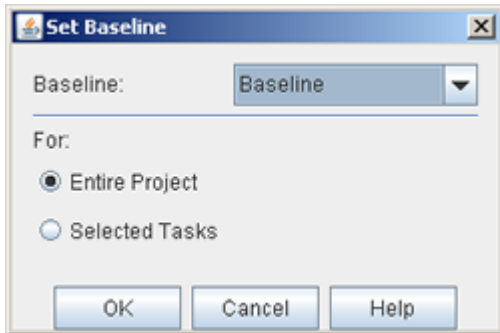 Set Baseline
Baseline: Baseline
For:
Entire Project
Selected Tasks
OK Cancel Help